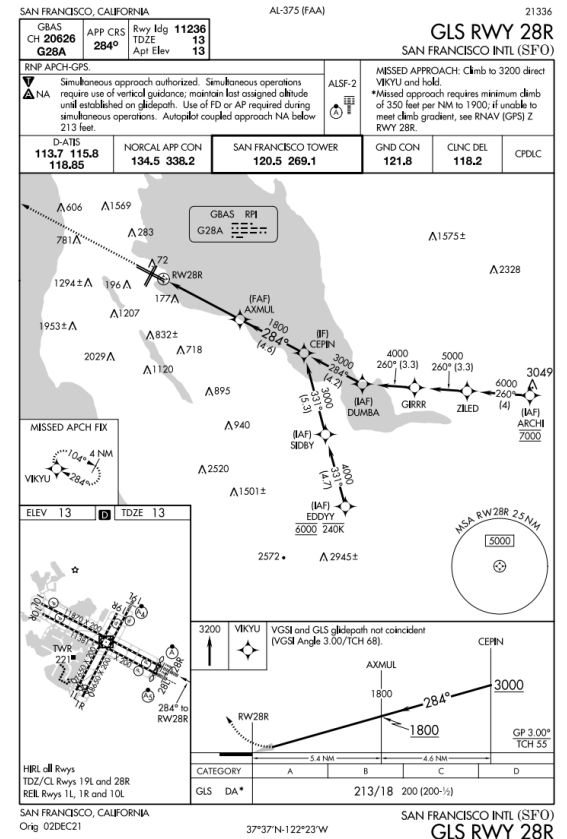 SAN FRANCISCO, CALIFORNIA
AL-375 (FAA)
21336
GBAS
CH 20626
G28A
APP CRS
284°
Rwy ldg 11236
TDZE 13
Apt Elev 13
GLS RWY 28R
SAN FRANCISCO INTL (SFO)
RNP APCH-GPS.
T
A NA
Simultaneous approach authorized. Simultaneous operations
require use of vertical guidance; maintain last assigned altitude
until established on glidepath. Use of FD or AP required during
simultaneous operations. Autopilot coupled approach NA below
213 feet.
ALSF-2
A
MISSED APPROACH: Climb to 3200 direct
VIKYU and hold.
*Missed approach requires minimum climb
of 350 feet per NM to 1900; if unable to
meet climb gradient, see RNAV (GPS) Z
RWY 28R.
D-ATIS
113.7 115.8
118.85
NORCAL APP CON
134.5 338.2
SAN FRANCISCO TOWER
120.5 269.1
GND CON
121.8
CLNC DEL
118.2
CPDLC
606
1569
781
283
GBAS RPI
G28A
1575±
2328
72
RW28R
1294±
196
177
1207
1953±
832±
718
2029
1120
895
940
2520
1501±
2572
2945±
(FAF)
AXMUL
1800
284°
(4.6)
(IF)
CEPIN
3000
284°
(4.2)
(IAF)
DUMBA
4000
260° (3.3)
GIRRR
5000
260° (3.3)
ZILED
6000
260°
(4)
3049
(IAF)
ARCHI
7000
3000
331°
(5.3)
(IAF)
SIDBY
4000
331°
(4.7)
(IAF)
EDDYY
6000 240K
MISSED APCH FIX
104° 4 NM
VIKYU
284°
MSA RW28R 25 NM
5000
ELEV 13
D
TDZE 13
10L
10R
11870 X 200
19L
19R
TWR
221
8650 X 200
1L
1R
28L
28R
284° to
RW28R
HIRL all Rwys
TDZ/CL Rwys 19L and 28R
REIL Rwys 1L, 1R and 10L
3200
VIKYU
VGSI and GLS glidepath not coincident
(VGSI Angle 3.00/TCH 68).
CEPIN
AXMUL
1800
284°
3000
RW28R
1800
GP 3.00°
TCH 55
5.4 NM
4.6 NM
CATEGORY A B C D
GLS DA* 213/18 200 (200-½)
SAN FRANCISCO, CALIFORNIA
Orig 02DEC21
37°37'N-122°23'W
SAN FRANCISCO INTL (SFO)
GLS RWY 28R